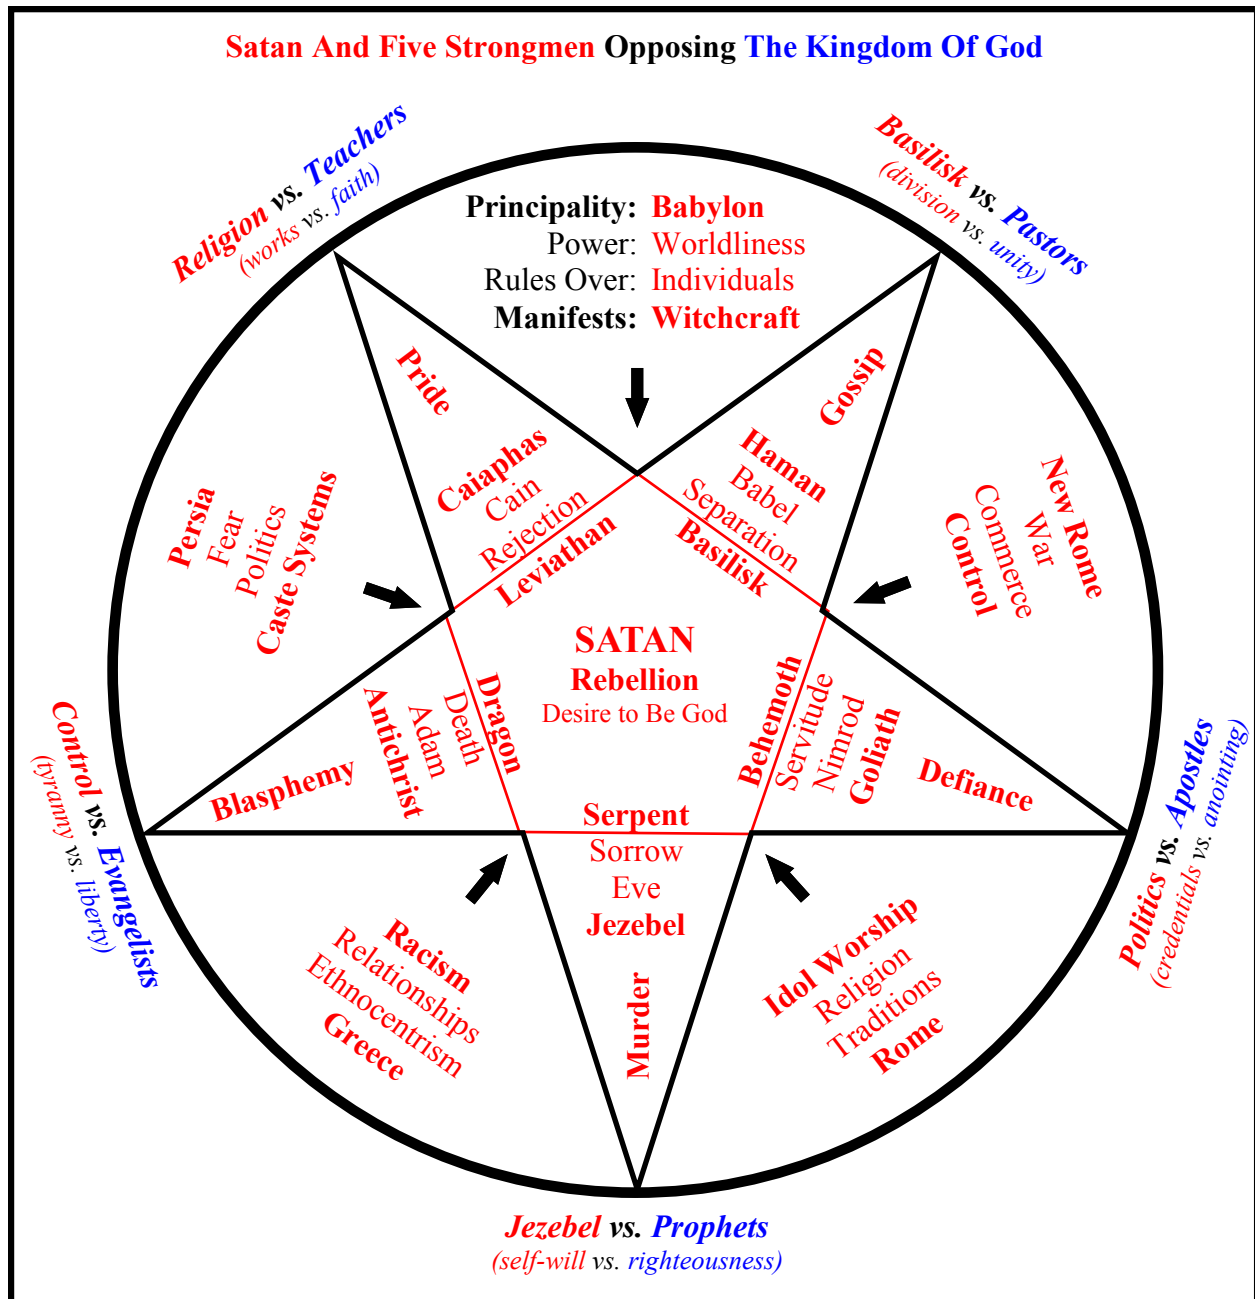 Satan And Five Strongmen Opposing The Kingdom Of God
Religion vs. Teachers
(works vs. faith)
Basilisk vs. Pastors
(division vs. unity)
Principality: Babylon
Power: Worldliness
Rules Over: Individuals
Manifests: Witchcraft
Pride
Caiaphas
Cain
Rejection
Leviathan
Gossip
Haman
Babel
Separation
Basilisk
Persia
Fear
Politics
Caste Systems
New Rome
War
Commerce
Control
SATAN
Rebellion
Desire to Be God
Blasphemy
Antichrist
Adam
Death
Dragon
Behemoth
Servitude
Nimrod
Goliath
Defiance
Control vs. Evangelists
(tyranny vs. liberty)
Politics vs. Apostles
(credentials vs. anointing)
Serpent
Sorrow
Eve
Jezebel
Murder
Racism
Relationships
Ethnocentrism
Greece
Idol Worship
Religion
Traditions
Rome
Jezebel vs. Prophets
(self-will vs. righteousness)